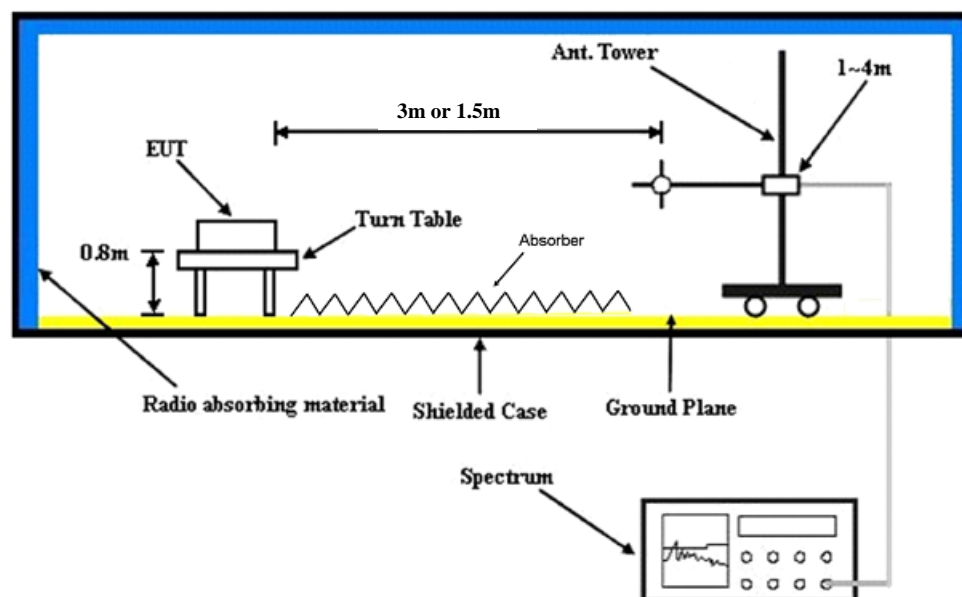 Ant. Tower
1~4m
3m or 1.5m
EUT
Turn Table
0.8m
Absorber
Radio absorbing material
Shielded Case
Ground Plane
Spectrum